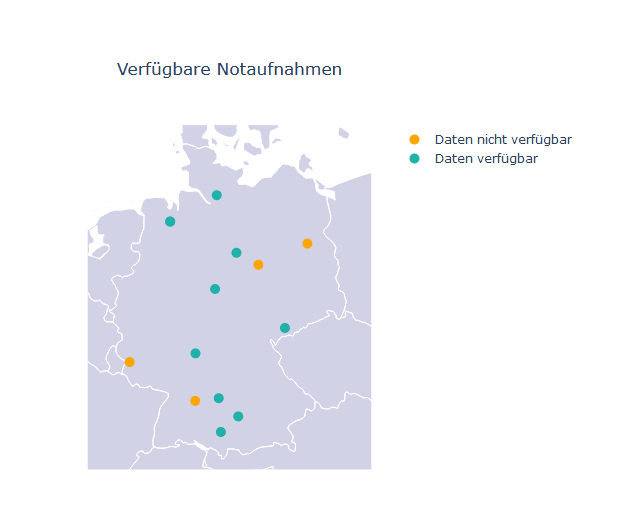 Verfügbare Notaufnahmen
Daten nicht verfügbar
Daten verfügbar